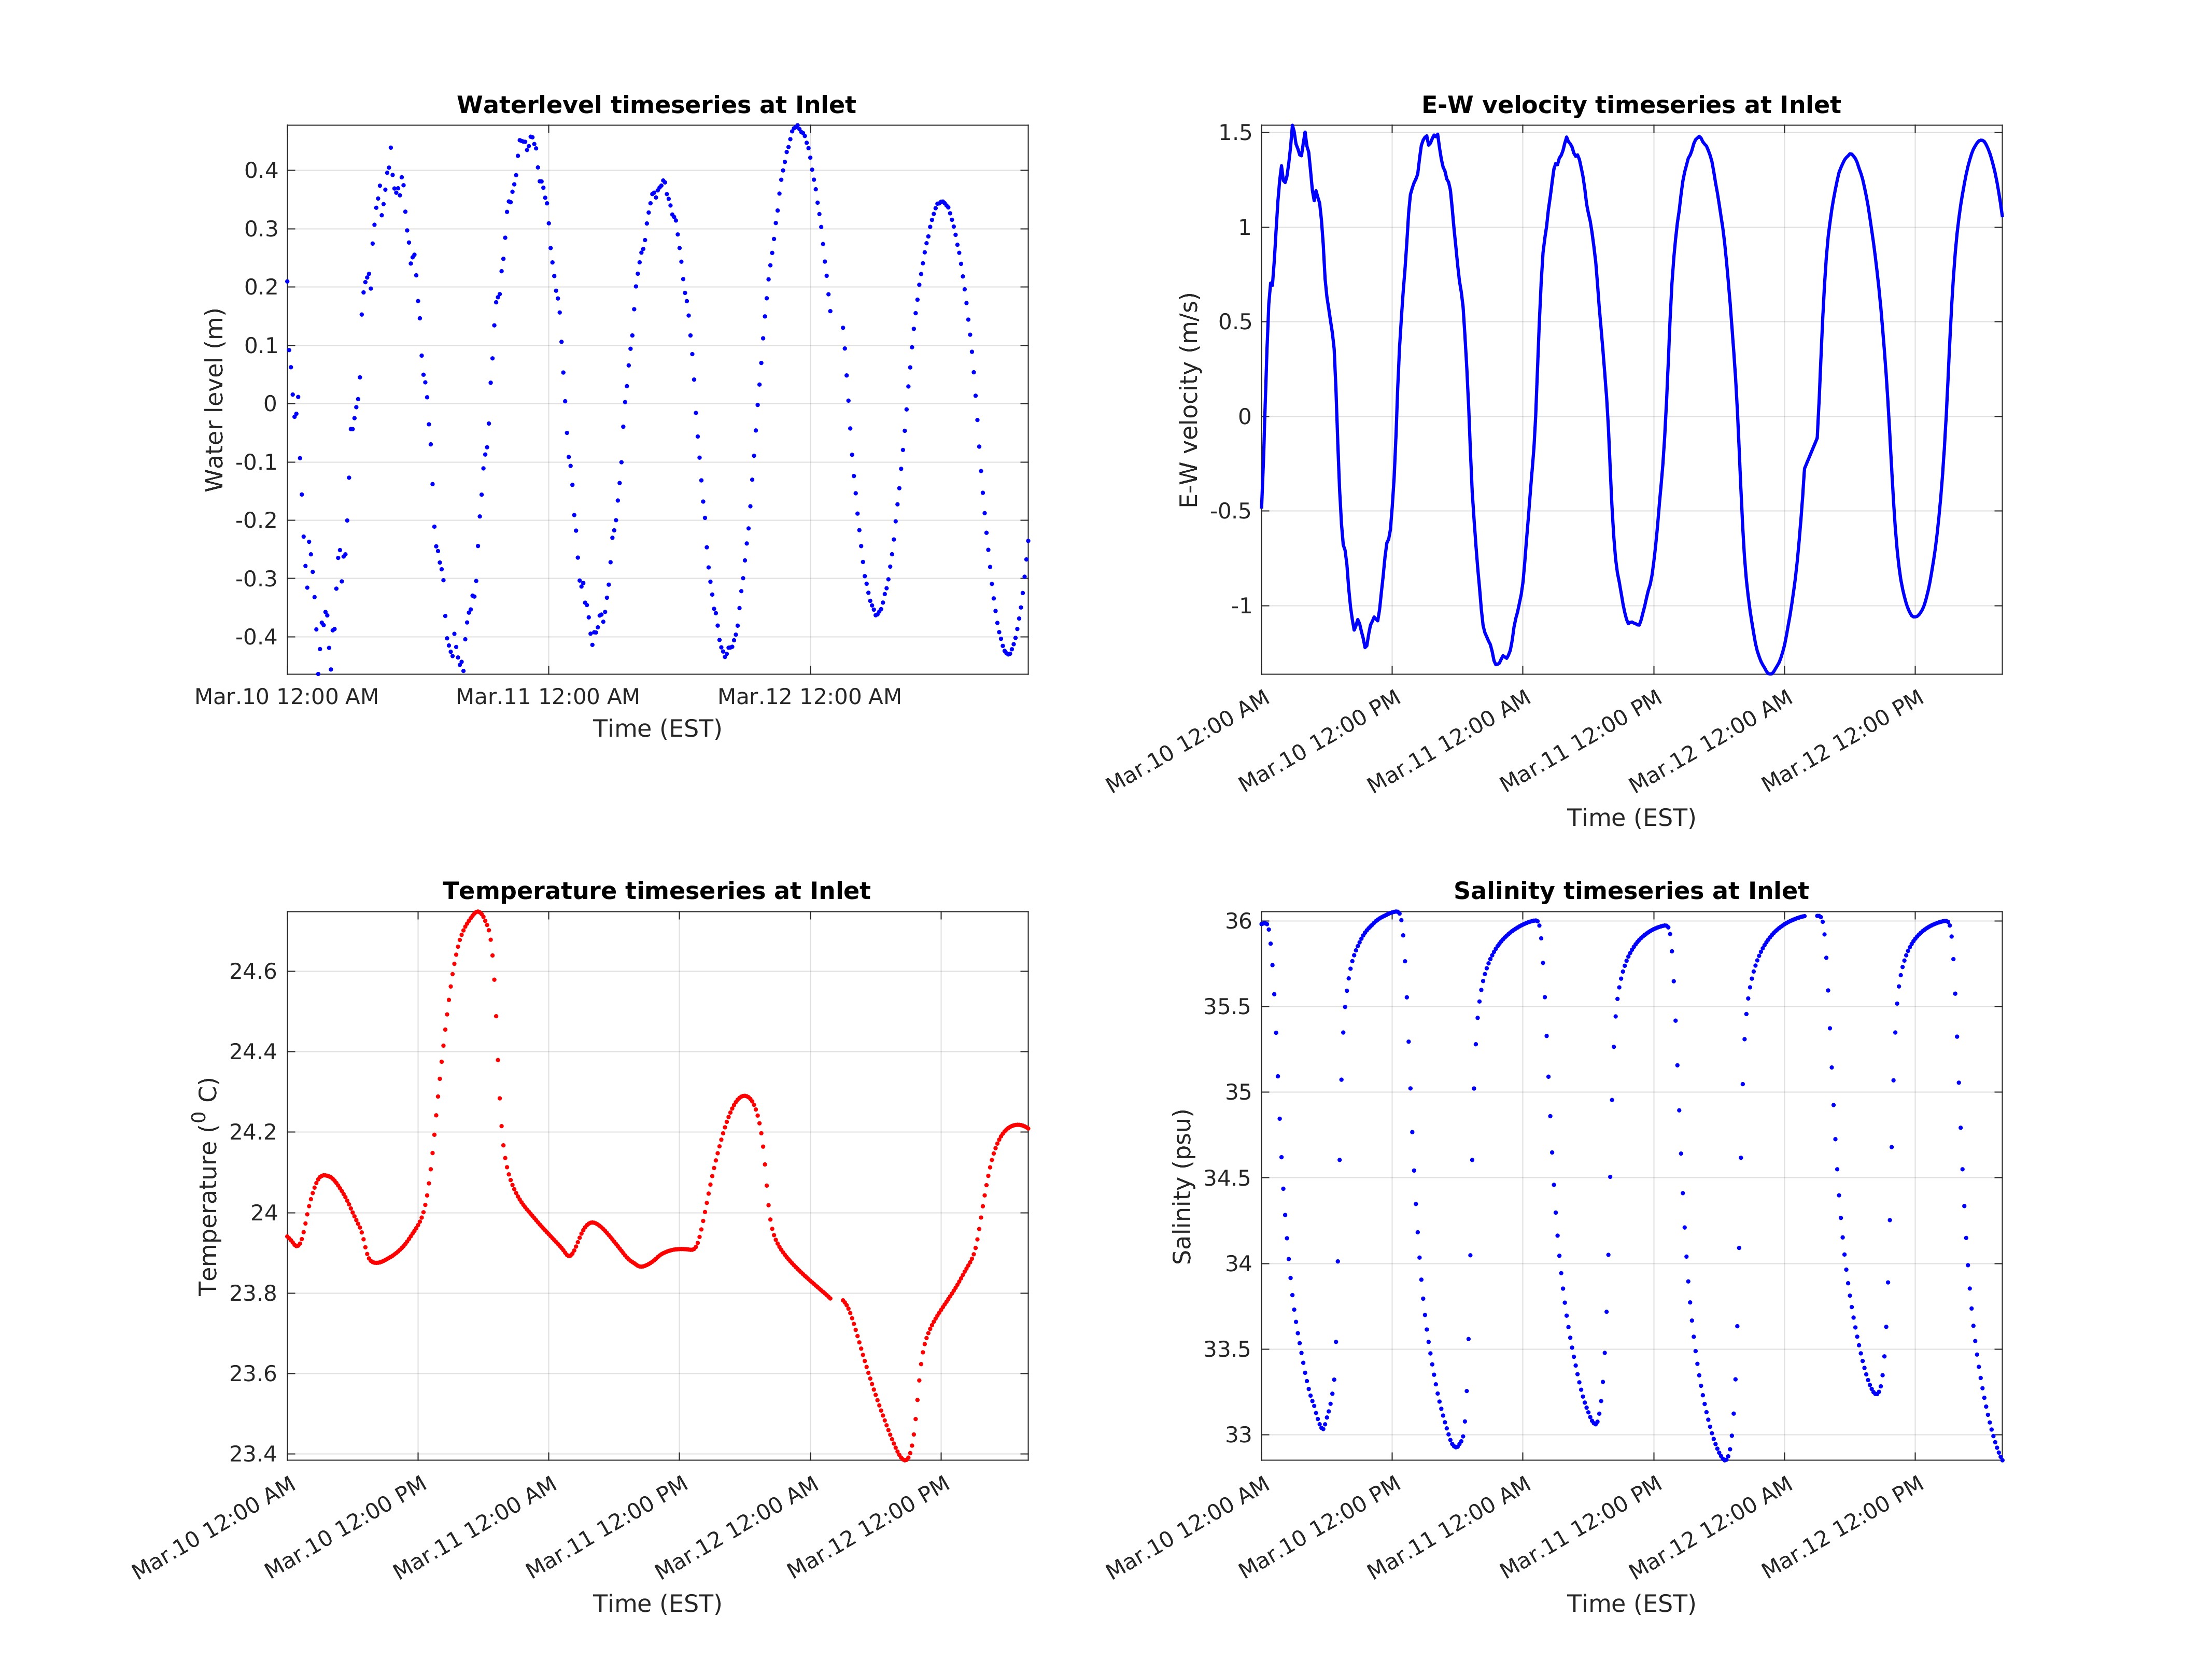 Waterlevel timeseries at Inlet
Water level (m)
0.4
0.3
0.2
0.1
0
-0.1
-0.2
-0.3
-0.4
Mar.10 12:00 AM
Mar.11 12:00 AM
Mar.12 12:00 AM
Time (EST)
E-W velocity timeseries at Inlet
E-W velocity (m/s)
1.5
1
0.5
0
-0.5
-1
Mar.10 12:00 AM
Mar.10 12:00 PM
Mar.11 12:00 AM
Mar.11 12:00 PM
Mar.12 12:00 AM
Mar.12 12:00 PM
Time (EST)
Temperature timeseries at Inlet
Temperature (⁰ C)
24.6
24.4
24.2
24
23.8
23.6
23.4
Mar.10 12:00 AM
Mar.10 12:00 PM
Mar.11 12:00 AM
Mar.11 12:00 PM
Mar.12 12:00 AM
Mar.12 12:00 PM
Time (EST)
Salinity timeseries at Inlet
Salinity (psu)
36
35.5
35
34.5
34
33.5
33
Mar.10 12:00 AM
Mar.10 12:00 PM
Mar.11 12:00 AM
Mar.11 12:00 PM
Mar.12 12:00 AM
Mar.12 12:00 PM
Time (EST)